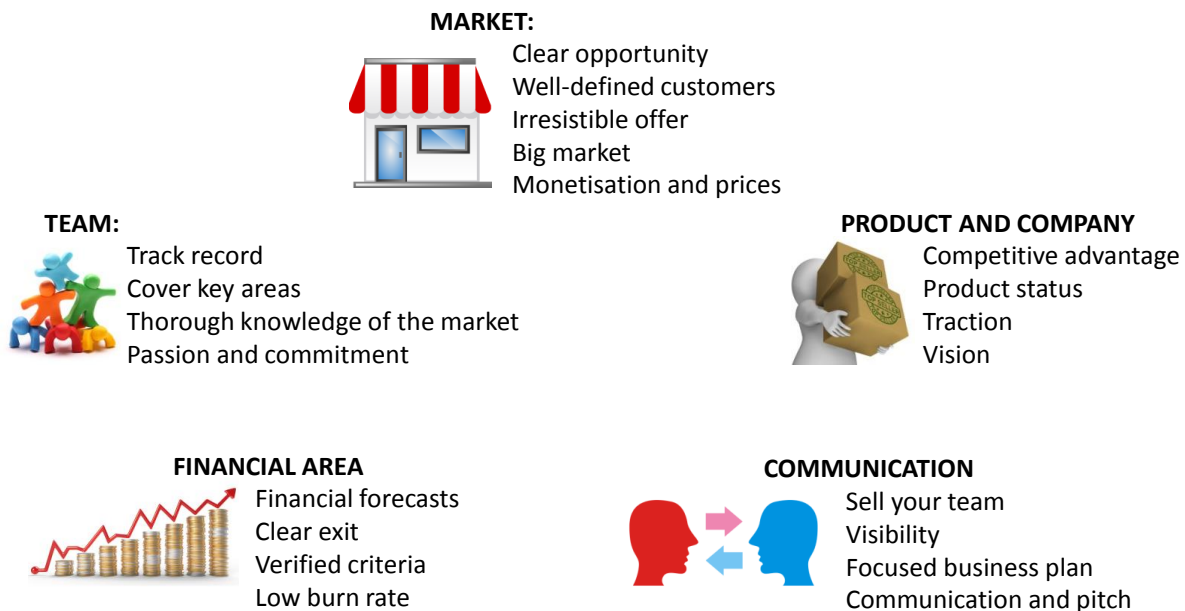 MARKET:
Clear opportunity
Well-defined customers
Irresistible offer
Big market
Monetisation and prices
TEAM:
Track record
Cover key areas
Thorough knowledge of the market
Passion and commitment
PRODUCT AND COMPANY
Competitive advantage
Product status
Traction
Vision
FINANCIAL AREA
Financial forecasts
Clear exit
Verified criteria
Low burn rate
COMMUNICATION
Sell your team
Visibility
Focused business plan
Communication and pitch